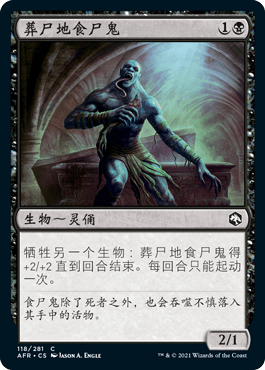 葬尸地食尸鬼 1
生物～灵俑
牺牲另一个生物：葬尸地食尸鬼得
+2/+2 直到回合结束。每回合只能起动
一次。
食尸鬼除了死者之外，也会吞噬不慎落入
其手中的活物。
2/1
118/281 C
AFR • CS JASON A. ENGLE
™ & © 2021 Wizards of the Coast